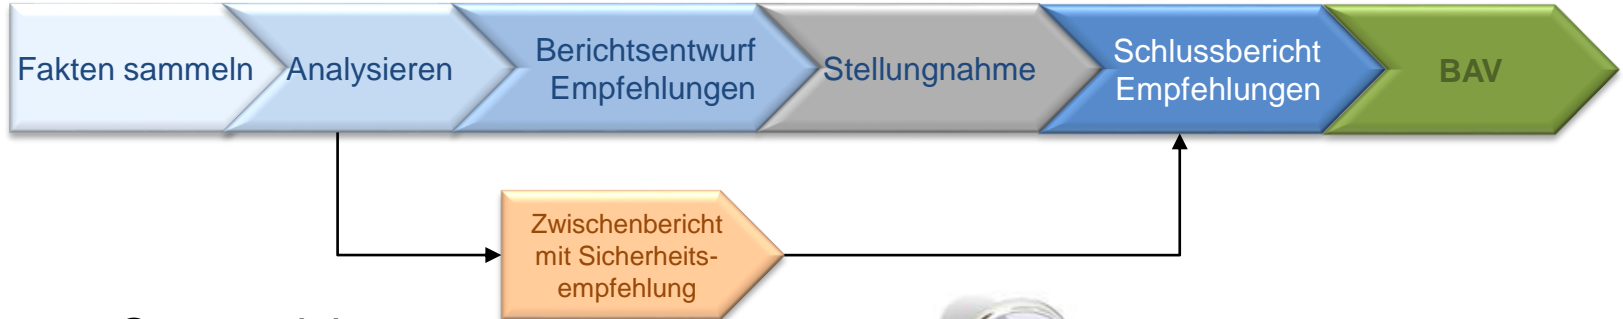 Fakten sammeln
Analysieren
Berichtsentwurf
Empfehlungen
Stellungnahme
Schlussbericht
Empfehlungen
BAV
Zwischenbericht
mit Sicherheits-
empfehlung